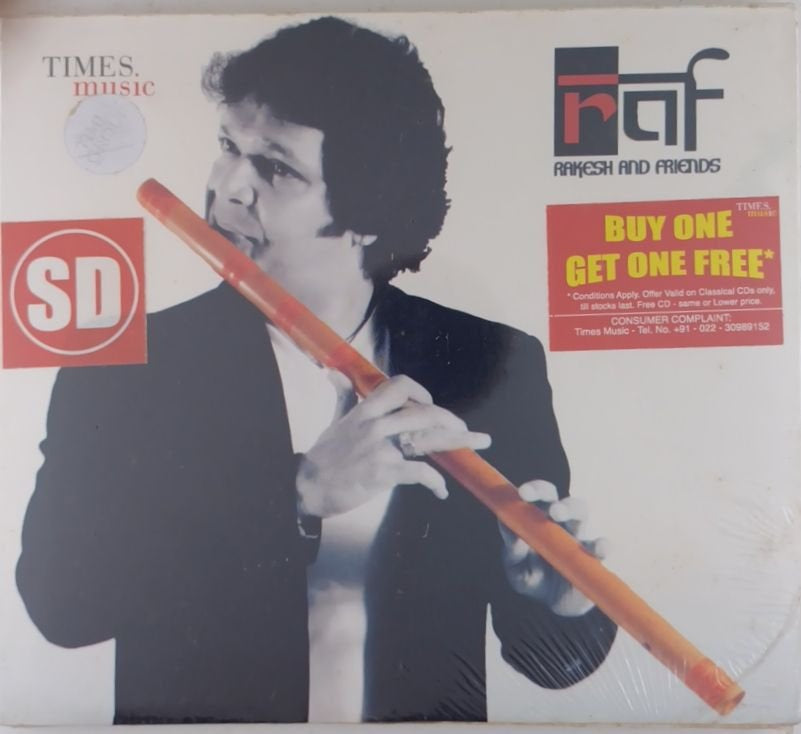 TIMES.
music
raf
RAKESH AND FRIENDS
SD
TIMES.
music
BUY ONE
GET ONE FREE*
* Conditions Apply. Offer Valid on Classical CDs only,
till stocks last. Free CD - same or Lower price.
CONSUMER COMPLAINT:
Times Music - Tel. No. +91 - 022 - 30989152